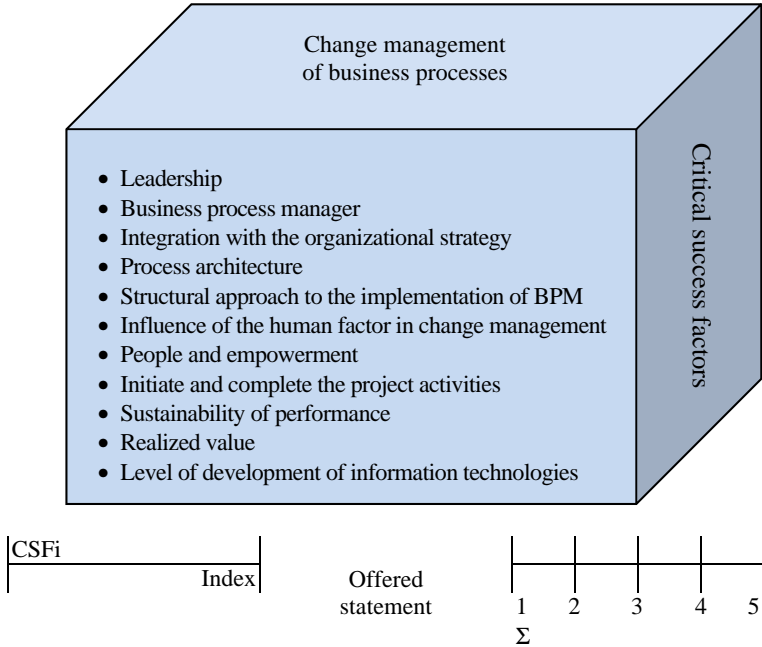 Change management
of business processes
• Leadership
• Business process manager
• Integration with the organizational strategy
• Process architecture
• Structural approach to the implementation of BPM
• Influence of the human factor in change management
• People and empowerment
• Initiate and complete the project activities
• Sustainability of performance
• Realized value
• Level of development of information technologies
Critical success factors
CSFi
Index
Offered
statement
1 2 3 4 5
Σ